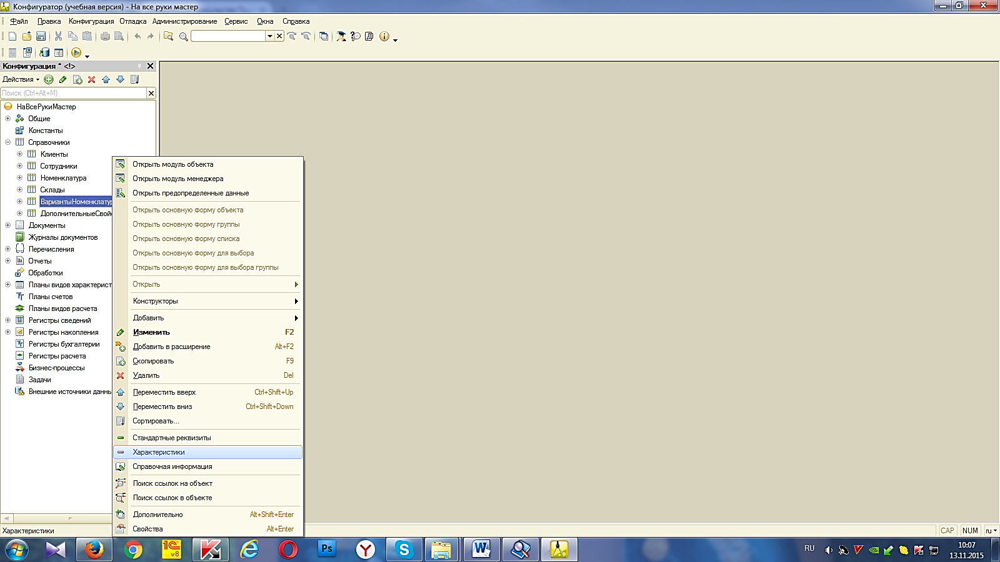 Конфигуратор (учебная версия) - На все руки мастер
Файл Правка Конфигурация Отладка Администрирование Сервис Окна Справка
Конфигурация * <!>
Действия
Поиск (Ctrl+Alt+M)
НаВсеРукиМастер
Общие
Константы
Справочники
Клиенты
Сотрудники
Номенклатура
Склады
ВариантыНоменклатур
ДополнительныеСвой
Документы
Журналы документов
Перечисления
Отчеты
Обработки
Планы видов характерист
Планы счетов
Планы видов расчета
Регистры сведений
Регистры накопления
Регистры бухгалтерии
Регистры расчета
Бизнес-процессы
Задачи
Внешние источники данны
Открыть модуль объекта
Открыть модуль менеджера
Открыть предопределенные данные
Открыть основную форму объекта
Открыть основную форму группы
Открыть основную форму списка
Открыть основную форму для выбора
Открыть основную форму для выбора группы
Открыть
Конструкторы
Добавить
Изменить F2
Добавить в расширение Alt+F2
Скопировать F9
Удалить Del
Переместить вверх Ctrl+Shift+Up
Переместить вниз Ctrl+Shift+Down
Сортировать...
Стандартные реквизиты
Характеристики
Справочная информация
Поиск ссылок на объект
Поиск ссылок в объекте
Дополнительно Alt+Shift+Enter
Свойства Alt+Enter
Характеристики
CAP NUM ru
1С v8
Ps
RU
10:07
13.11.2015